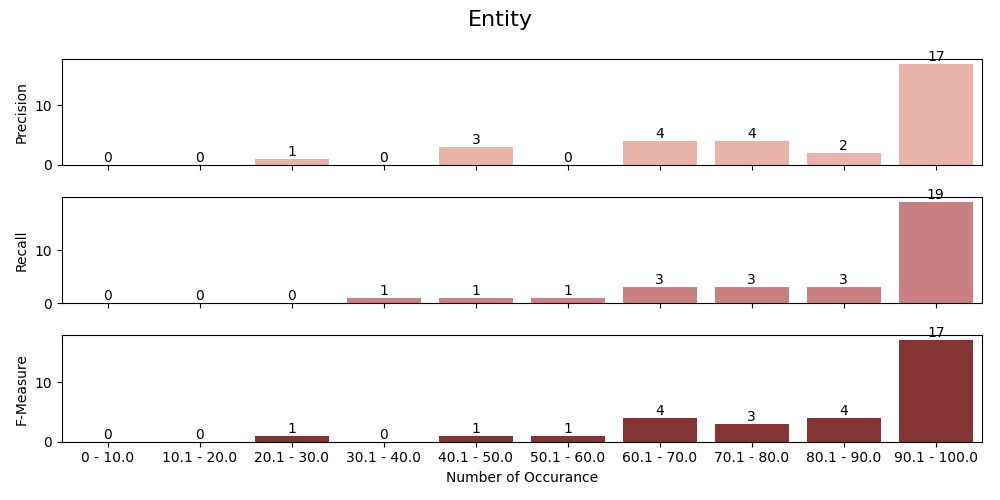 Entity
Precision
10
0
0 0 1 0 3 0 4 4 2 17
Recall
10
0
0 0 0 1 1 1 3 3 3 19
F-Measure
10
0
0 0 1 0 1 1 4 3 4 17
0 - 10.0 10.1 - 20.0 20.1 - 30.0 30.1 - 40.0 40.1 - 50.0 50.1 - 60.0 60.1 - 70.0 70.1 - 80.0 80.1 - 90.0 90.1 - 100.0
Number of Occurance